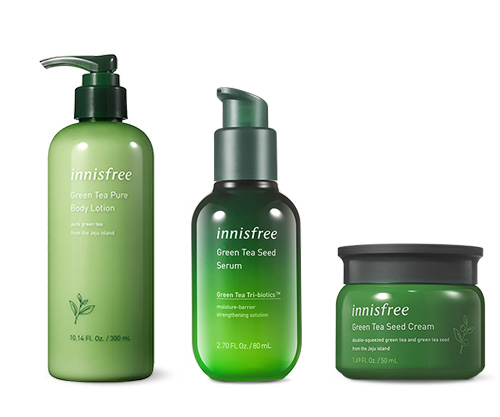 innisfree
Green Tea Pure
Body Lotion
pure green tea
from the Jeju island
10.14 Fl. Oz. / 300 mL
innisfree
Green Tea Seed
Serum
Green Tea Tri-biotics™
moisture-barrier
strengthening solution
2.70 Fl. Oz. / 80 mL
innisfree
Green Tea Seed Cream
double-squeezed green tea and green tea seed
from the Jeju island
1.69 Fl. Oz. / 50 mL